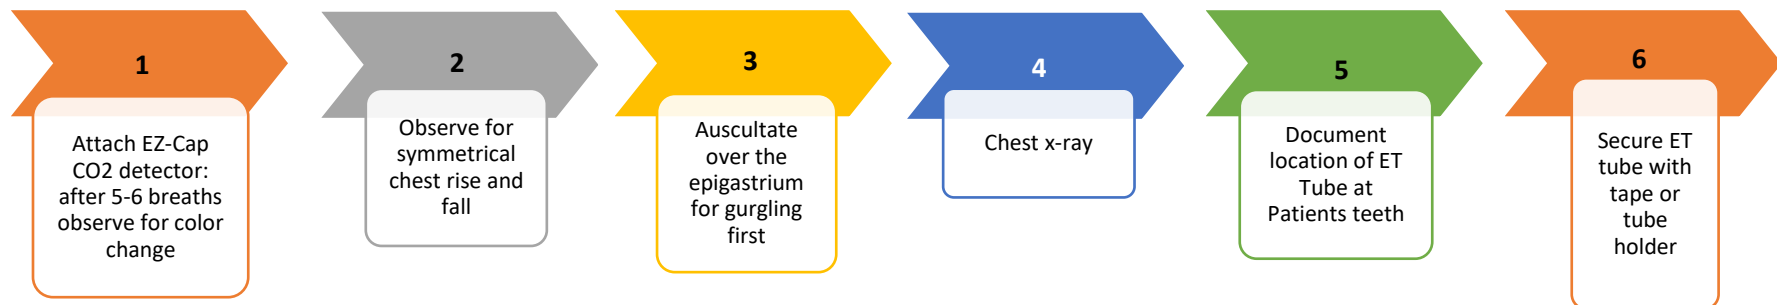 1
Attach EZ-Cap
CO2 detector:
after 5-6 breaths
observe for color
change
2
Observe for
symmetrical
chest rise and
fall
3
Auscultate
over the
epigastrium
for gurgling
first
4
Chest x-ray
5
Document
location of ET
Tube at
Patients teeth
6
Secure ET
tube with
tape or
tube
holder